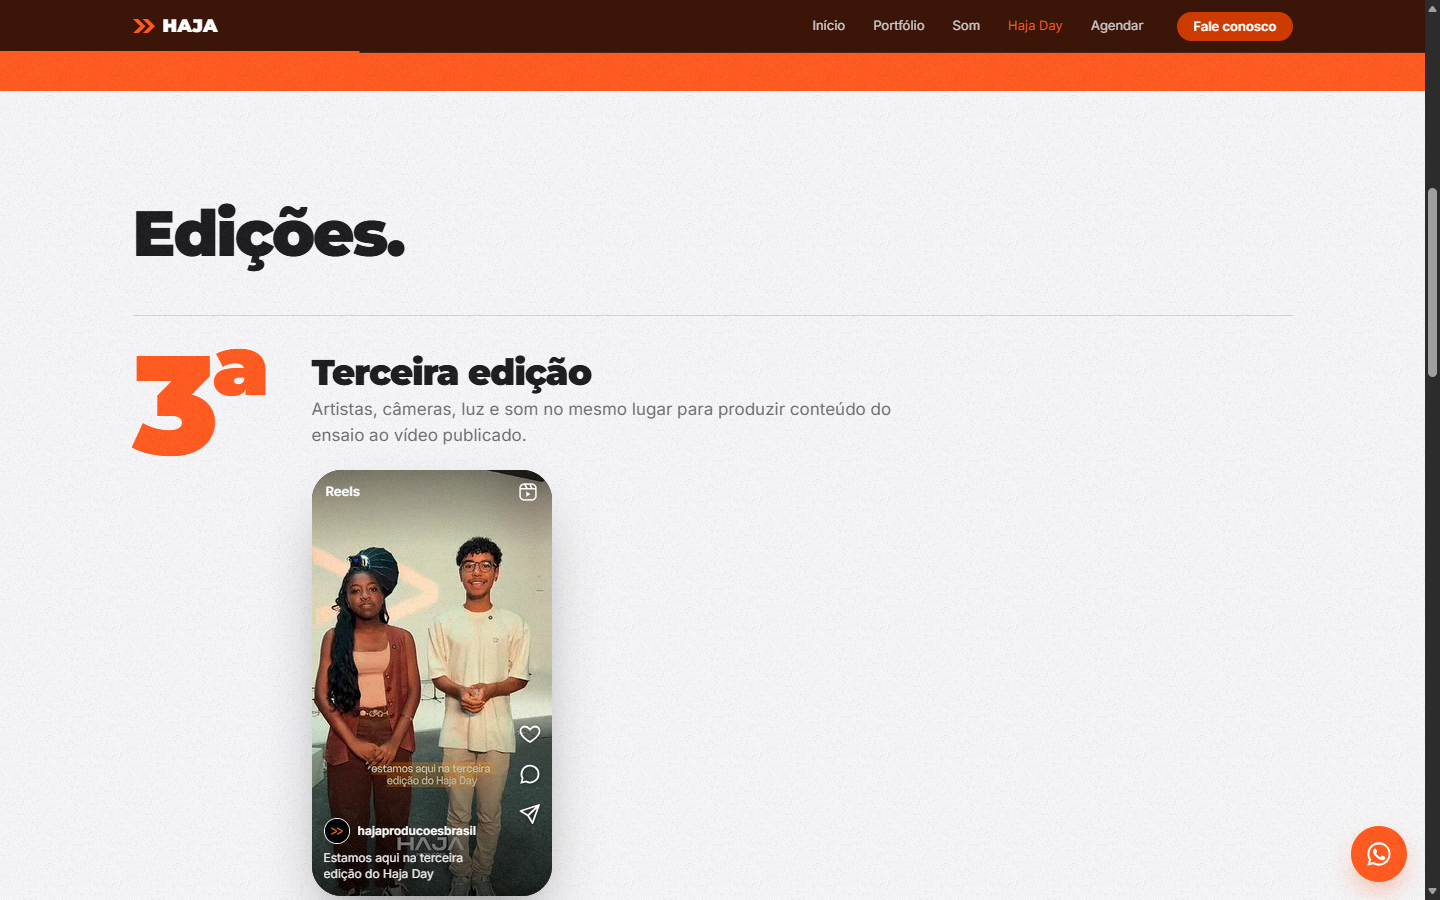 HAJA
Início
Portfólio
Som
Haja Day
Agendar
Fale conosco
Edições.
3ª
Terceira edição
Artistas, câmeras, luz e som no mesmo lugar para produzir conteúdo do
ensaio ao vídeo publicado.
Reels
estamos aqui na terceira
edição do Haja Day
hajaproducoesbrasil
HAJA
Estamos aqui na terceira
edição do Haja Day